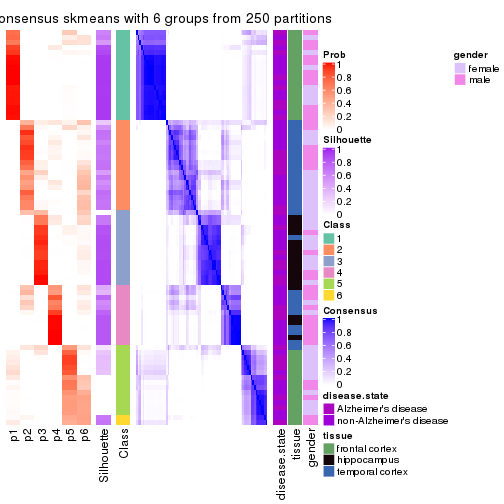 onsensus skmeans with 6 groups from 250 partitions
Prob
1
0.8
0.6
0.4
0.2
0
Silhouette
1
0.8
0.6
0.4
0.2
0
Class
1
2
3
4
5
6
Consensus
1
0.8
0.6
0.4
0.2
0
disease.state
Alzheimer's disease
non-Alzheimer's disease
tissue
frontal cortex
hippocampus
temporal cortex
gender
female
male
p1
p2
p3
p4
p5
p6
Silhouette
Class
disease.state
tissue
gender